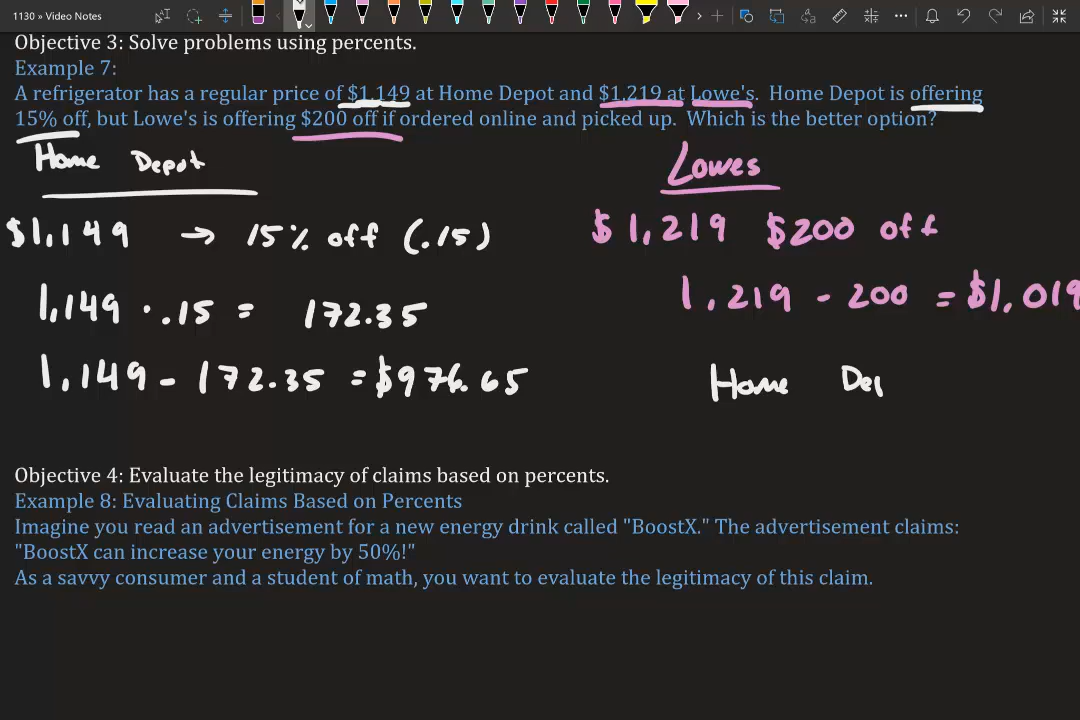 1130 » Video Notes
Objective 3: Solve problems using percents.
Example 7:
A refrigerator has a regular price of $1,149 at Home Depot and $1,219 at Lowe's. Home Depot is offering
15% off, but Lowe's is offering $200 off if ordered online and picked up. Which is the better option?
Home Depot
$1,149 → 15% off (.15)
1,149 · .15 = 172.35
1,149 - 172.35 = $976.65
Lowes
$1,219 $200 off
1,219 - 200 = $1,019
Home Dep
Objective 4: Evaluate the legitimacy of claims based on percents.
Example 8: Evaluating Claims Based on Percents
Imagine you read an advertisement for a new energy drink called "BoostX." The advertisement claims:
"BoostX can increase your energy by 50%!"
As a savvy consumer and a student of math, you want to evaluate the legitimacy of this claim.